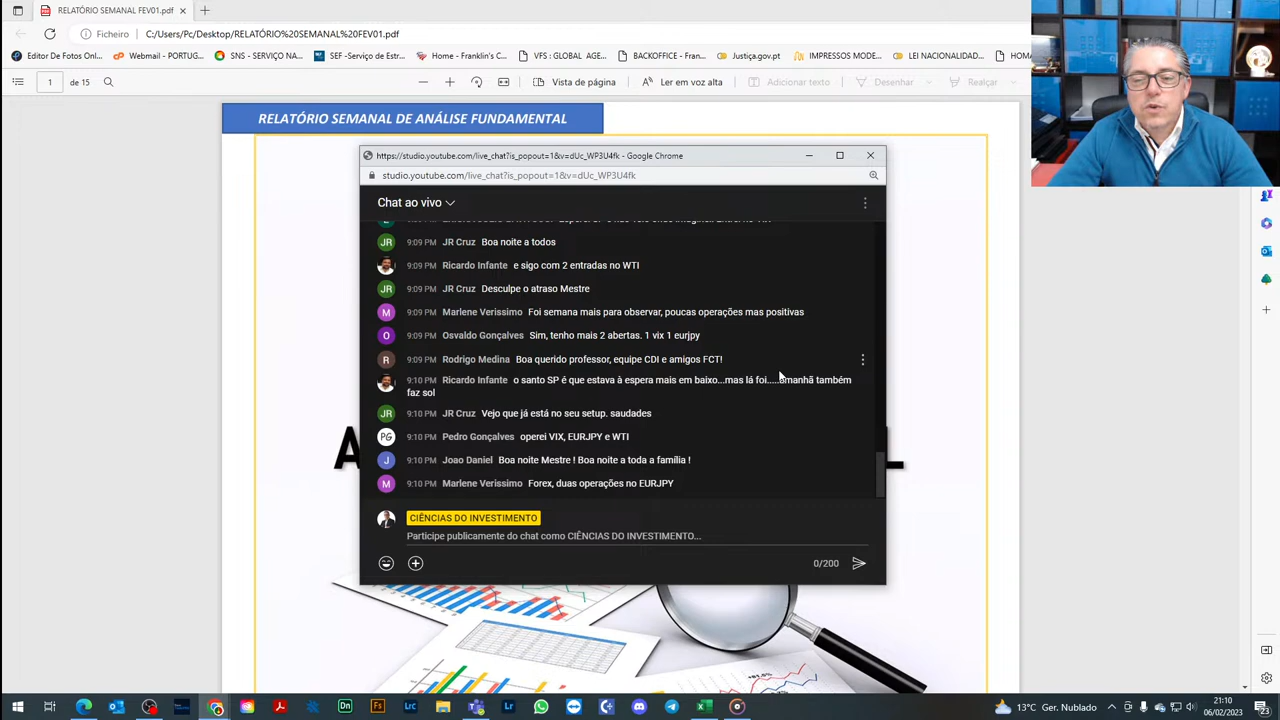 RELATÓRIO SEMANAL FEV01.pdf
Ficheiro C:/Users/Pc/Desktop/RELATÓRIO%20SEMANAL%20FEV01.pdf
Editor De Fotos Onl... Webmail - PORTUG... SNS - SERVIÇO NA... SEF -Serviço de Estr... Home - Franklin's C... VFS : GLOBAL AGE... BACKOFFICE - Fran... Justiça.gov.pt IMPRESSOS MODE... LEI NACIONALIDAD... HOMA
1 de 15 Vista de página Ler em voz alta Adicionar texto Desenhar Realçar
RELATÓRIO SEMANAL DE ANÁLISE FUNDAMENTAL
https://studio.youtube.com/live_chat?is_popout=1&v=dUc_WP3U4fk - Google Chrome
studio.youtube.com/live_chat?is_popout=1&v=dUc_WP3U4fk
Chat ao vivo
JR 9:09 PM JR Cruz Boa noite a todos
9:09 PM Ricardo Infante e sigo com 2 entradas no WTI
JR 9:09 PM JR Cruz Desculpe o atraso Mestre
M 9:09 PM Marlene Verissimo Foi semana mais para observar, poucas operações mas positivas
O 9:09 PM Osvaldo Gonçalves Sim, tenho mais 2 abertas. 1 vix 1 eurjpy
R 9:09 PM Rodrigo Medina Boa querido professor, equipe CDI e amigos FCT!
9:10 PM Ricardo Infante o santo SP é que estava à espera mais em baixo...mas lá foi.....amanhã também
faz sol
JR 9:10 PM JR Cruz Vejo que já está no seu setup. saudades
PG 9:10 PM Pedro Gonçalves operei VIX, EURJPY e WTI
J 9:10 PM Joao Daniel Boa noite Mestre ! Boa noite a toda a família !
M 9:10 PM Marlene Verissimo Forex, duas operações no EURJPY
CIÊNCIAS DO INVESTIMENTO
Participe publicamente do chat como CIÊNCIAS DO INVESTIMENTO...
0/200
A L
Dn Fs Lrc Lr
13°C Ger. Nublado
21:10
06/02/2023
23